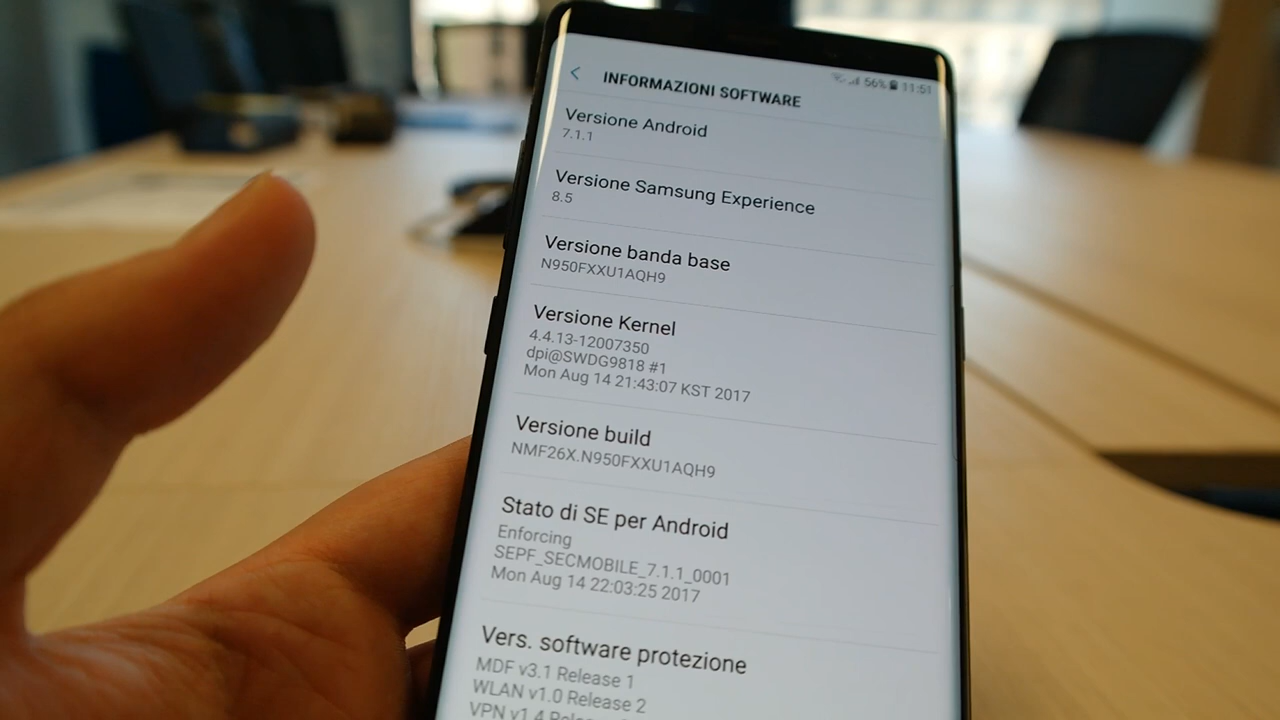 56% 11:51
INFORMAZIONI SOFTWARE
Versione Android
7.1.1
Versione Samsung Experience
8.5
Versione banda base
N950FXXU1AQH9
Versione Kernel
4.4.13-12007350
dpi@SWDG9818 #1
Mon Aug 14 21:43:07 KST 2017
Versione build
NMF26X.N950FXXU1AQH9
Stato di SE per Android
Enforcing
SEPF_SECMOBILE_7.1.1_0001
Mon Aug 14 22:03:25 2017
Vers. software protezione
MDF v3.1 Release 1
WLAN v1.0 Release 2
VPN v1.4